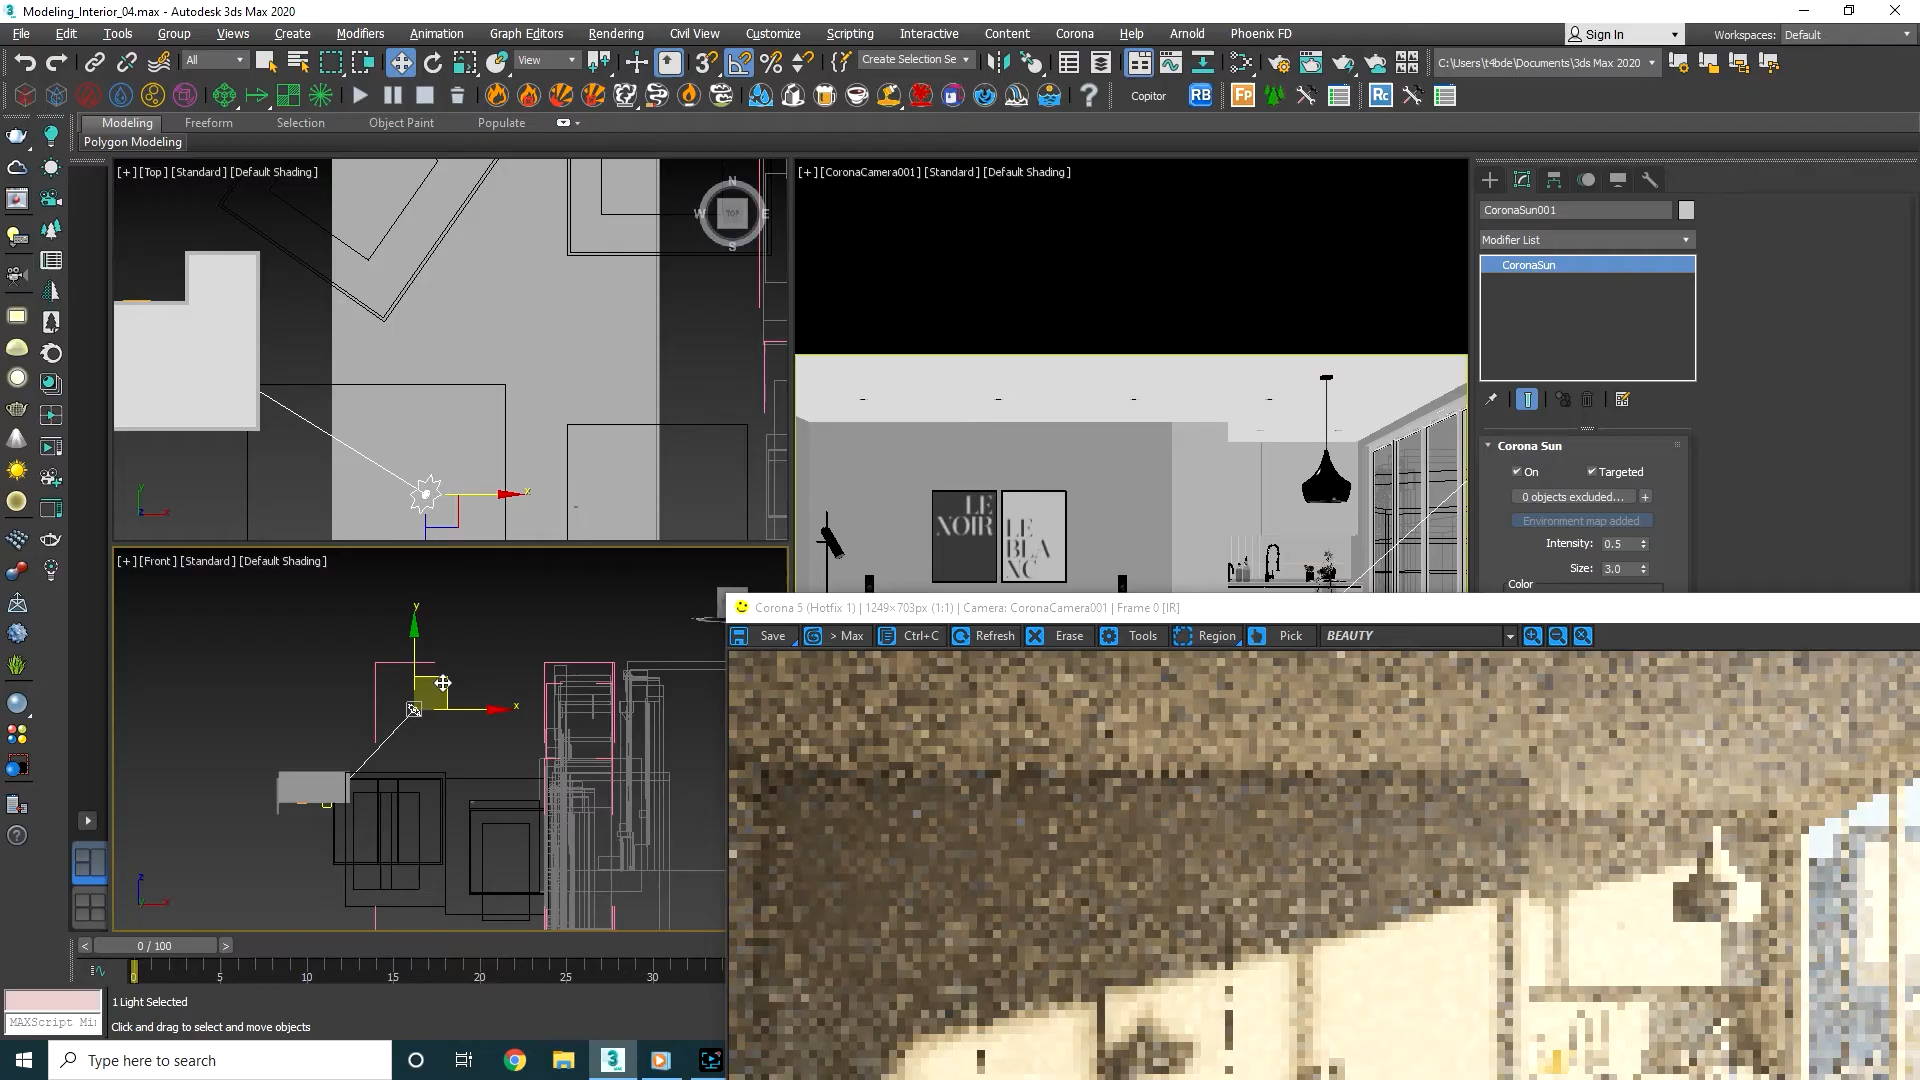 Modeling_Interior_04.max - Autodesk 3ds Max 2020
File Edit Tools Group Views Create Modifiers Animation Graph Editors Rendering Civil View Customize Scripting Interactive Content Corona Help Arnold Phoenix FD Sign In Workspaces: Default
All View Create Selection Se C:\Users\t4bde\Documents\3ds Max 2020
Copitor RB Fp Rc
Modeling Freeform Selection Object Paint Populate
Polygon Modeling
[+] [Top] [Standard] [Default Shading]
[+] [CoronaCamera001] [Standard] [Default Shading]
N
W TOP E
S
CoronaSun001
Modifier List
CoronaSun
Corona Sun
On Targeted
0 objects excluded... +
Environment map added
Intensity: 0.5
Size: 3.0
Color
LE
NOIR
LE
BLA
NC
x
y
z
[+] [Front] [Standard] [Default Shading]
y
x
z
Corona 5 (Hotfix 1) | 1249×703px (1:1) | Camera: CoronaCamera001 | Frame 0 [IR]
Save > Max Ctrl+C Refresh Erase Tools Region Pick BEAUTY
< 0 / 100 >
0 5 10 15 20 25 30
1 Light Selected
MAXScript Mi
Click and drag to select and move objects
Type here to search